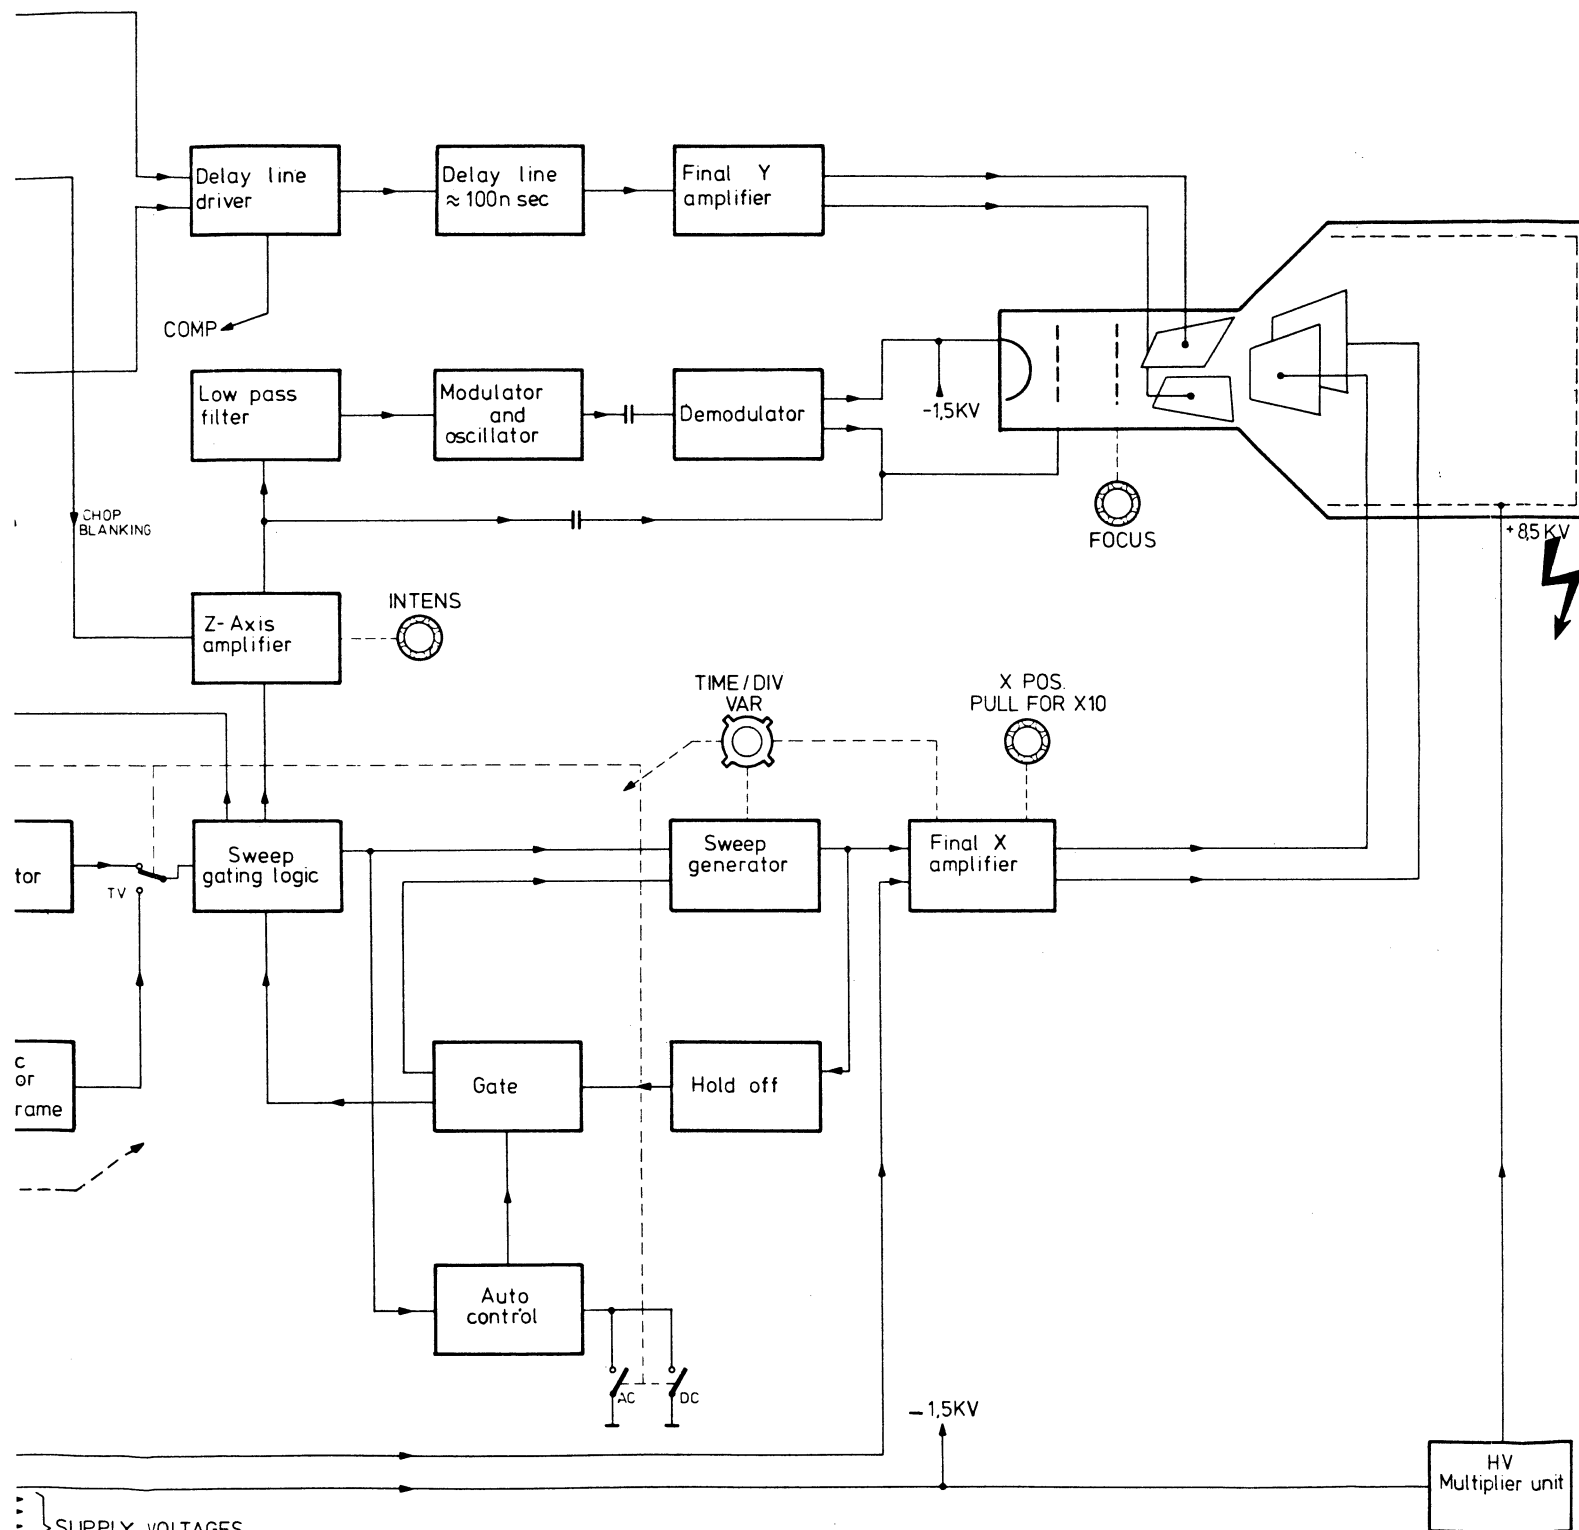 Delay line
driver
Delay line
≈ 100n sec
Final Y
amplifier
COMP
Low pass
filter
Modulator
and
oscillator
Demodulator
-1,5KV
FOCUS
+8,5KV
CHOP
BLANKING
Z-Axis
amplifier
INTENS
TIME/DIV
VAR
X POS.
PULL FOR X10
tor
TV
Sweep
gating logic
Sweep
generator
Final X
amplifier
c
or
rame
Gate
Hold off
Auto
control
AC
DC
-1,5KV
HV
Multiplier unit
SUPPLY VOLTAGES